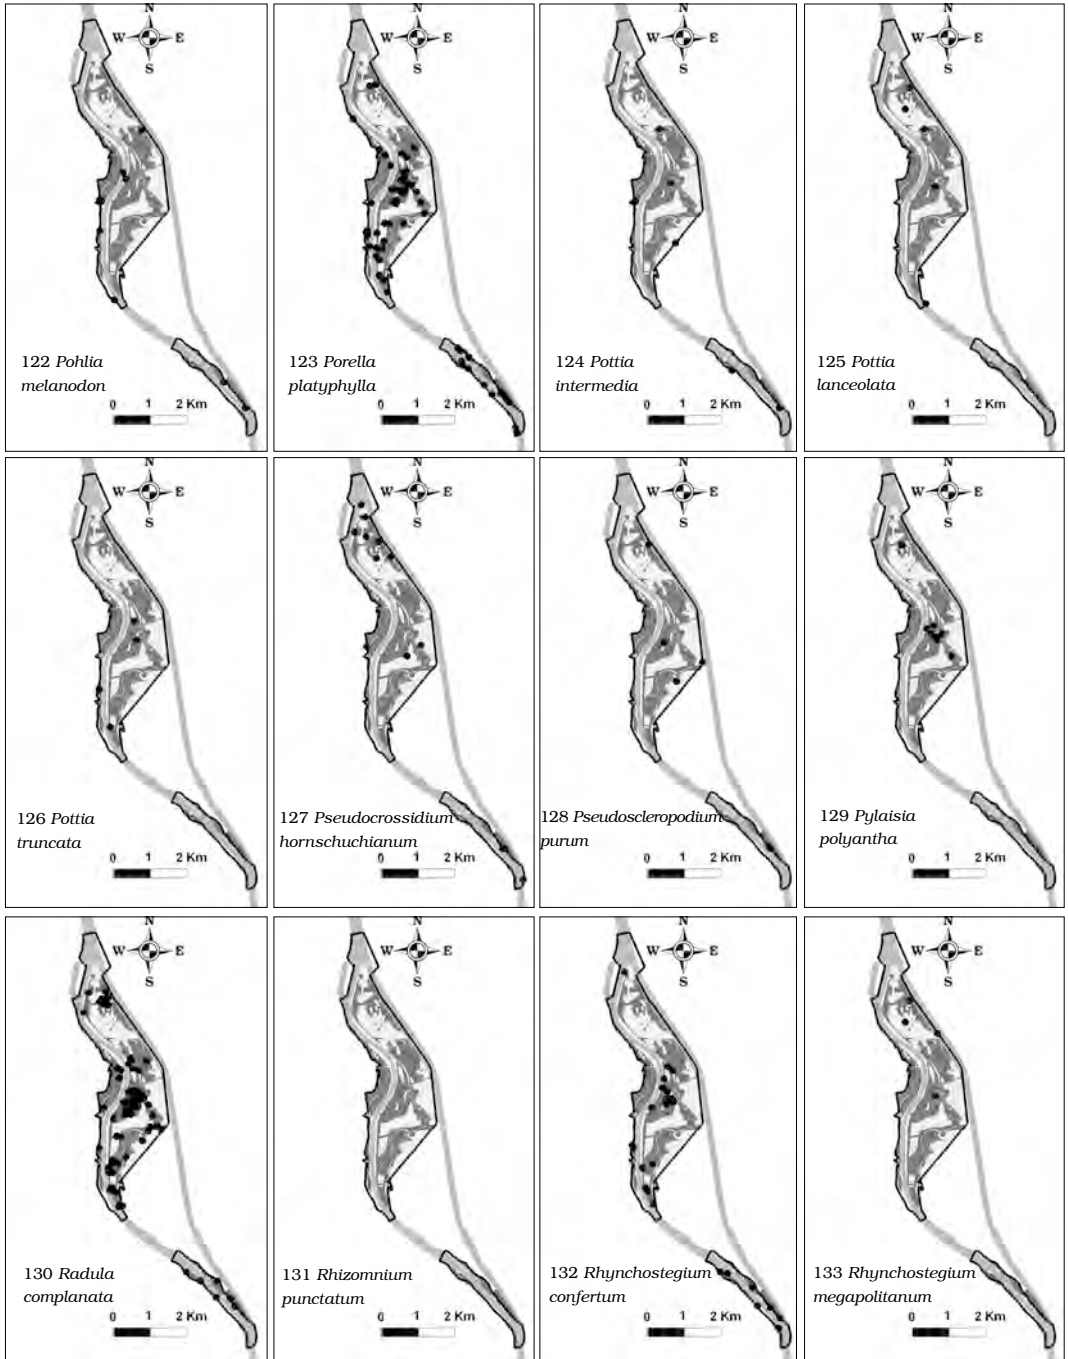 N
W E
S
122 Pohlia
melanodon
0 1 2 Km
N
W E
S
123 Porella
platyphylla
0 1 2 Km
N
W E
S
124 Pottia
intermedia
0 1 2 Km
N
W E
S
125 Pottia
lanceolata
0 1 2 Km
N
W E
S
126 Pottia
truncata
0 1 2 Km
N
W E
S
127 Pseudocrossidium
hornschuchianum
0 1 2 Km
N
W E
S
128 Pseudoscleropodium
purum
0 1 2 Km
N
W E
S
129 Pylaisia
polyantha
0 1 2 Km
N
W E
S
130 Radula
complanata
0 1 2 Km
N
W E
S
131 Rhizomnium
punctatum
0 1 2 Km
N
W E
S
132 Rhynchostegium
confertum
0 1 2 Km
N
W E
S
133 Rhynchostegium
megapolitanum
0 1 2 Km